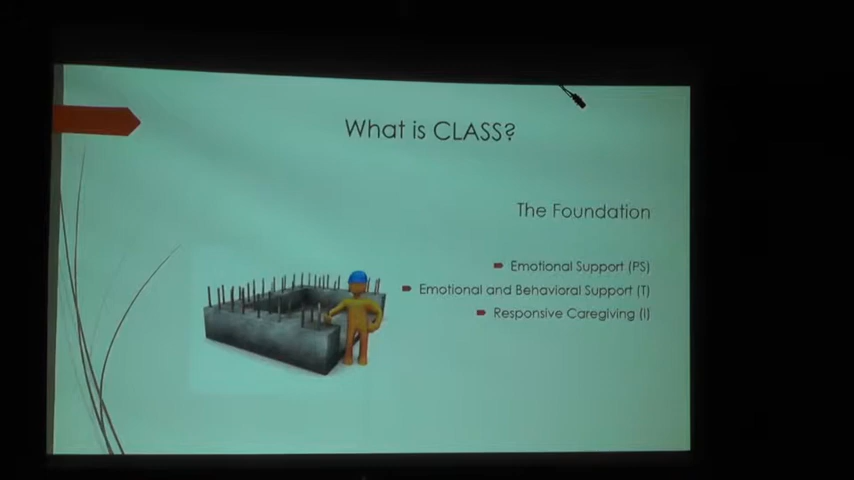 What is CLASS?
The Foundation
Emotional Support (PS)
Emotional and Behavioral Support (T)
Responsive Caregiving (I)